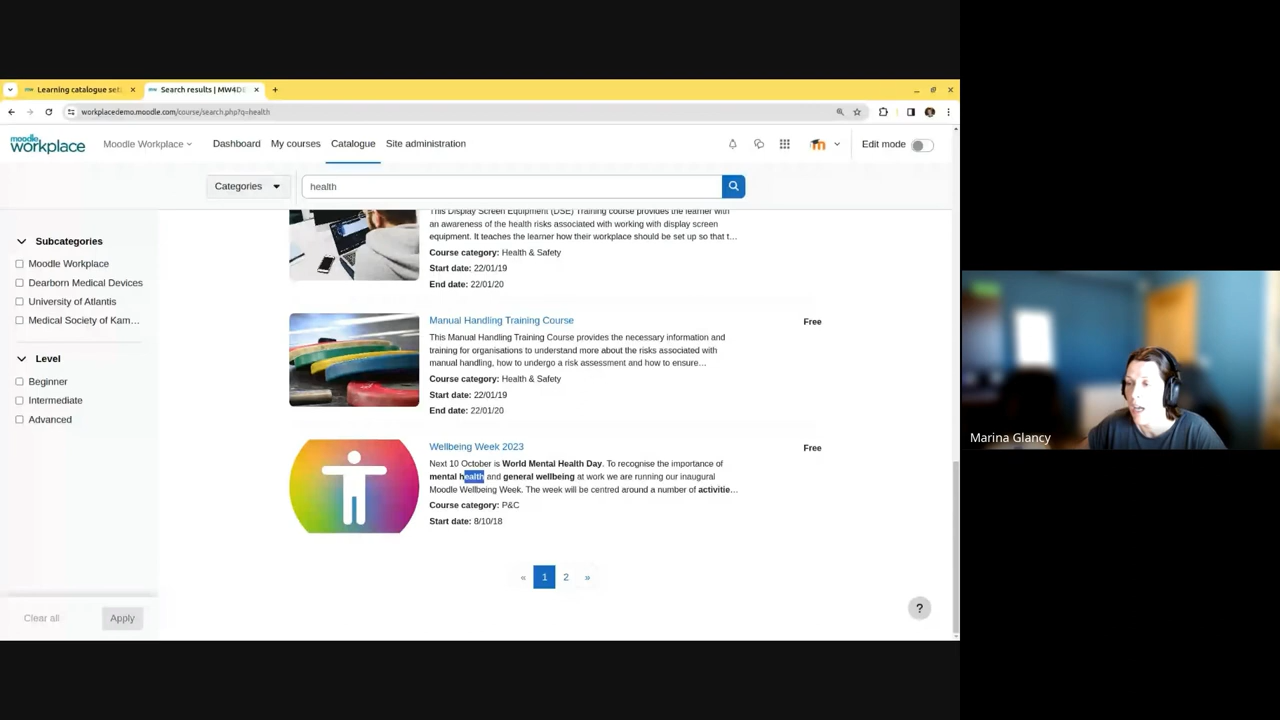 Learning catalogue set
Search results | MW4D
workplacedemo.moodle.com/course/search.php?q=health
moodle
workplace
Moodle Workplace
Dashboard
My courses
Catalogue
Site administration
Edit mode
Categories
health
Subcategories
Moodle Workplace
Dearborn Medical Devices
University of Atlantis
Medical Society of Kam...
Level
Beginner
Intermediate
Advanced
Clear all
Apply
This Display Screen Equipment (DSE) Training course provides the learner with
an awareness of the health risks associated with working with display screen
equipment. It teaches the learner how their workplace should be set up so that t...
Course category: Health & Safety
Start date: 22/01/19
End date: 22/01/20
Manual Handling Training Course
Free
This Manual Handling Training Course provides the necessary information and
training for organisations to understand more about the risks associated with
manual handling, how to undergo a risk assessment and how to ensure...
Course category: Health & Safety
Start date: 22/01/19
End date: 22/01/20
Wellbeing Week 2023
Free
Next 10 October is World Mental Health Day. To recognise the importance of
mental health and general wellbeing at work we are running our inaugural
Moodle Wellbeing Week. The week will be centred around a number of activitie...
Course category: P&C
Start date: 8/10/18
« 1 2 »
?
Marina Glancy